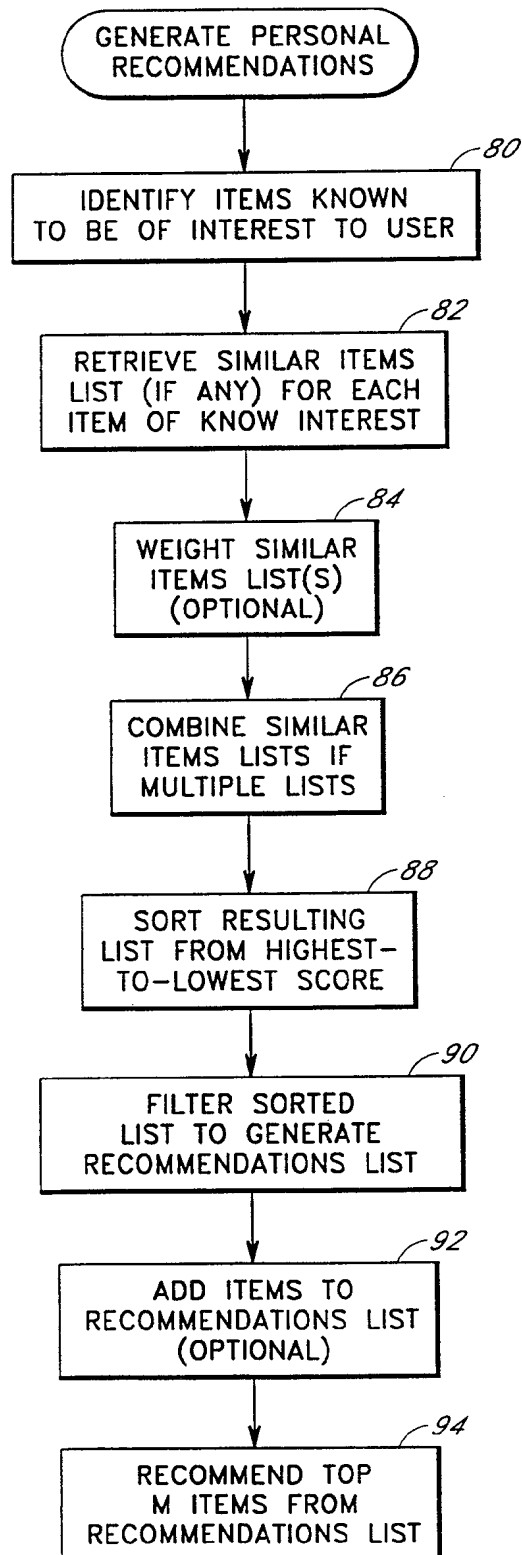 GENERATE PERSONAL
RECOMMENDATIONS
80
IDENTIFY ITEMS KNOWN
TO BE OF INTEREST TO USER
82
RETRIEVE SIMILAR ITEMS
LIST (IF ANY) FOR EACH
ITEM OF KNOW INTEREST
84
WEIGHT SIMILAR
ITEMS LIST(S)
(OPTIONAL)
86
COMBINE SIMILAR
ITEMS LISTS IF
MULTIPLE LISTS
88
SORT RESULTING
LIST FROM HIGHEST-
TO-LOWEST SCORE
90
FILTER SORTED
LIST TO GENERATE
RECOMMENDATIONS LIST
92
ADD ITEMS TO
RECOMMENDATIONS LIST
(OPTIONAL)
94
RECOMMEND TOP
M ITEMS FROM
RECOMMENDATIONS LIST